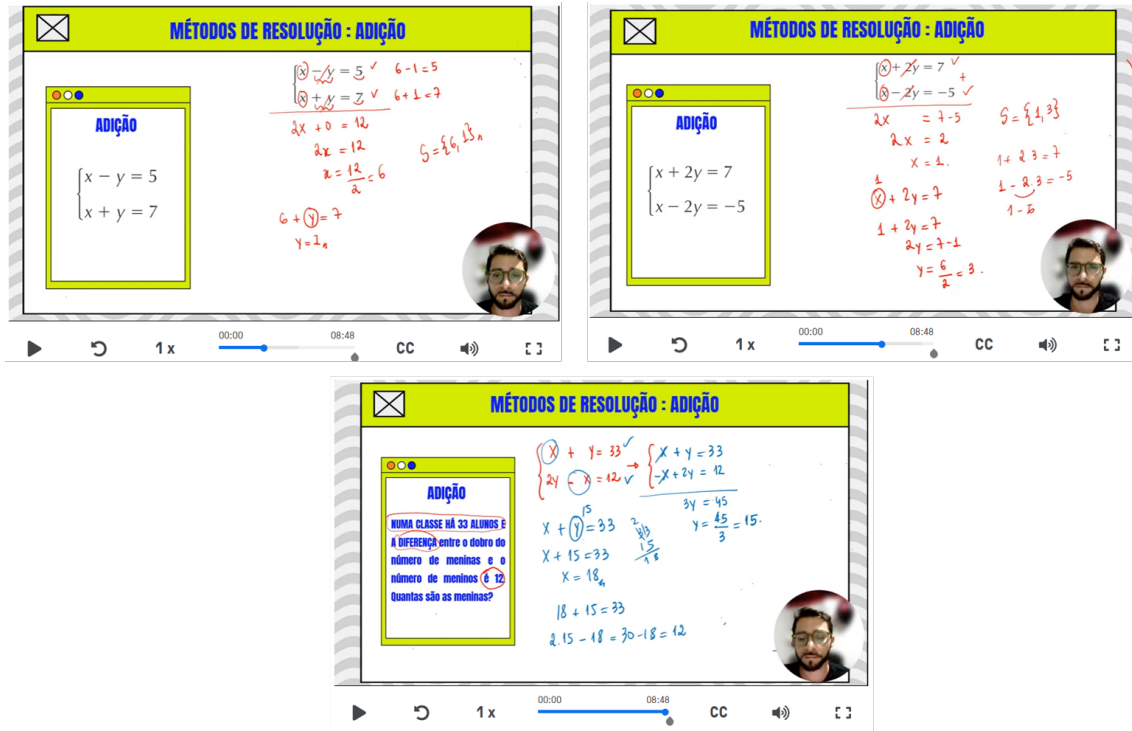 MÉTODOS DE RESOLUÇÃO : ADIÇÃO
ADIÇÃO
x − y = 5
x + y = 7
x − y = 5 ✓ 6-1=5
x + y = 7 ✓ 6+1=7
2x + 0 = 12
2x = 12
x = 12/2 = 6
S={6,1}
6 + y = 7
y=1
00:00 08:48
1 x CC
MÉTODOS DE RESOLUÇÃO : ADIÇÃO
ADIÇÃO
x + 2y = 7
x − 2y = −5
x + 2y = 7 ✓
+
x − 2y = −5 ✓
2x = 7-5
2x = 2
x = 1.
1
x + 2y = 7
1 + 2y = 7
2y = 7-1
y = 6/2 = 3.
S={1,3}
1+2.3=7
1-2.3=-5
00:00 08:48
1 x CC
MÉTODOS DE RESOLUÇÃO : ADIÇÃO
ADIÇÃO
NUMA CLASSE HÁ 33 ALUNOS E
A DIFERENÇA entre o dobro do
número de meninas e o
número de meninos é 12
Quantas são as meninas?
x + y = 33 ✓
2y - x = 12 ✓
→
x + y = 33
-x + 2y = 12
3y = 45
y = 45/3 = 15.
15
x + y = 33
x + 15 = 33
x = 18
15
18
18 + 15 = 33
2.15 - 18 = 30 - 18 = 12
00:00 08:48
1 x CC